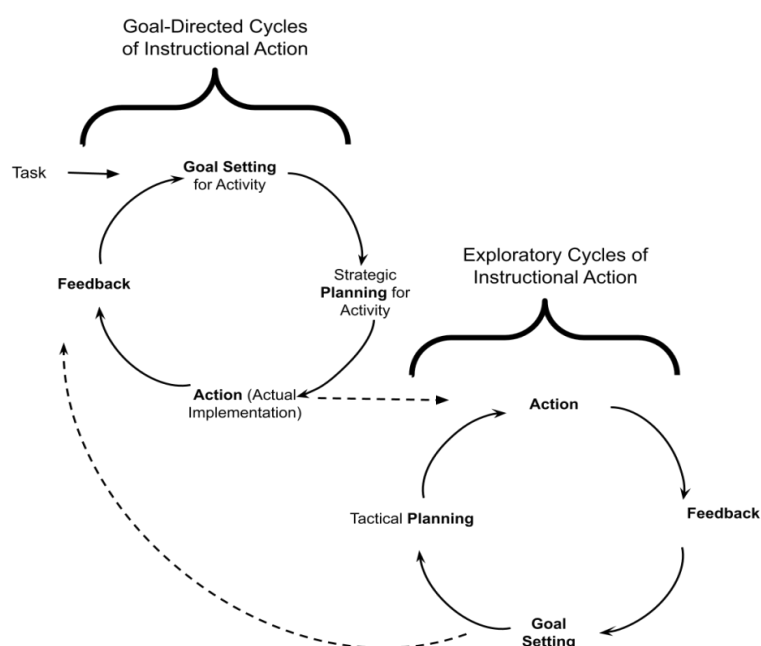 Goal-Directed Cycles
of Instructional Action
Task
Goal Setting
for Activity
Feedback
Strategic
Planning for
Activity
Action (Actual
Implementation)
Exploratory Cycles of
Instructional Action
Action
Tactical Planning
Feedback
Goal
Setting